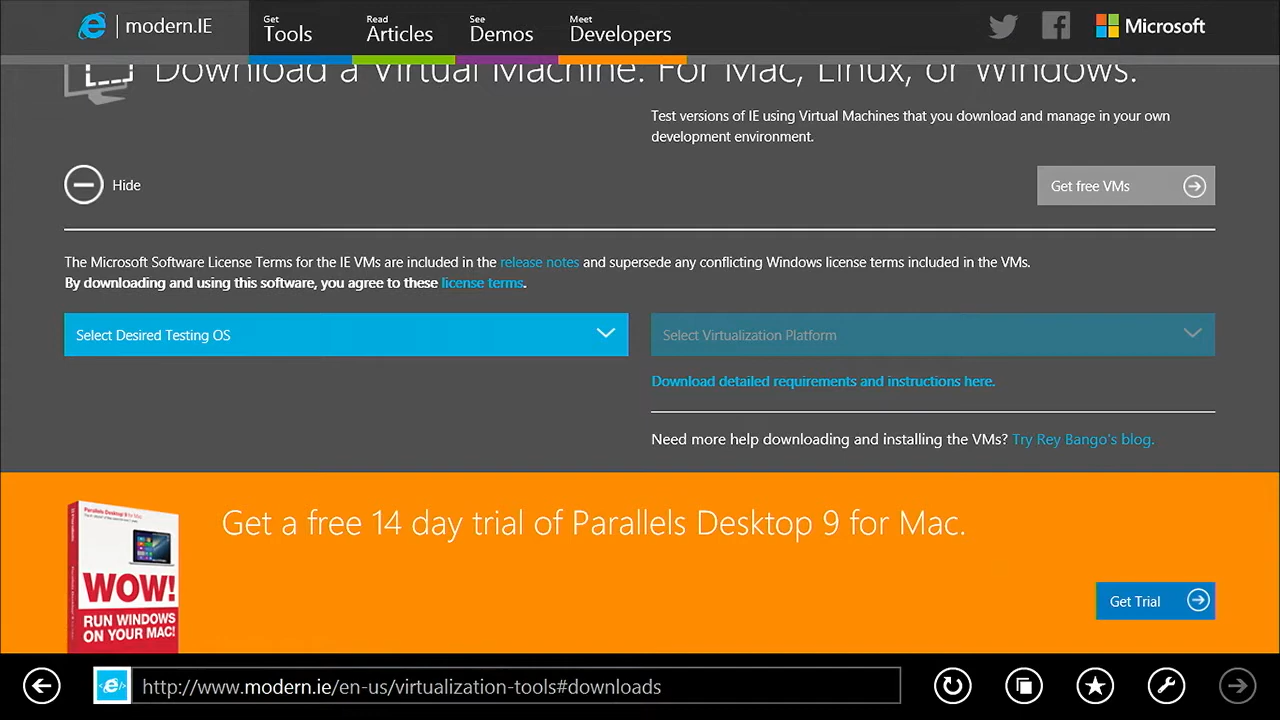 modern.IE
Get
Tools
Read
Articles
See
Demos
Meet
Developers
Microsoft
Download a Virtual Machine. For Mac, Linux, or Windows.
Test versions of IE using Virtual Machines that you download and manage in your own
development environment.
Hide
Get free VMs
The Microsoft Software License Terms for the IE VMs are included in the release notes and supersede any conflicting Windows license terms included in the VMs.
By downloading and using this software, you agree to these license terms.
Select Desired Testing OS
Select Virtualization Platform
Download detailed requirements and instructions here.
Need more help downloading and installing the VMs? Try Rey Bango's blog.
Get a free 14 day trial of Parallels Desktop 9 for Mac.
Parallels Desktop 9 for Mac
WOW!
RUN WINDOWS
ON YOUR MAC!
Get Trial
http://www.modern.ie/en-us/virtualization-tools#downloads